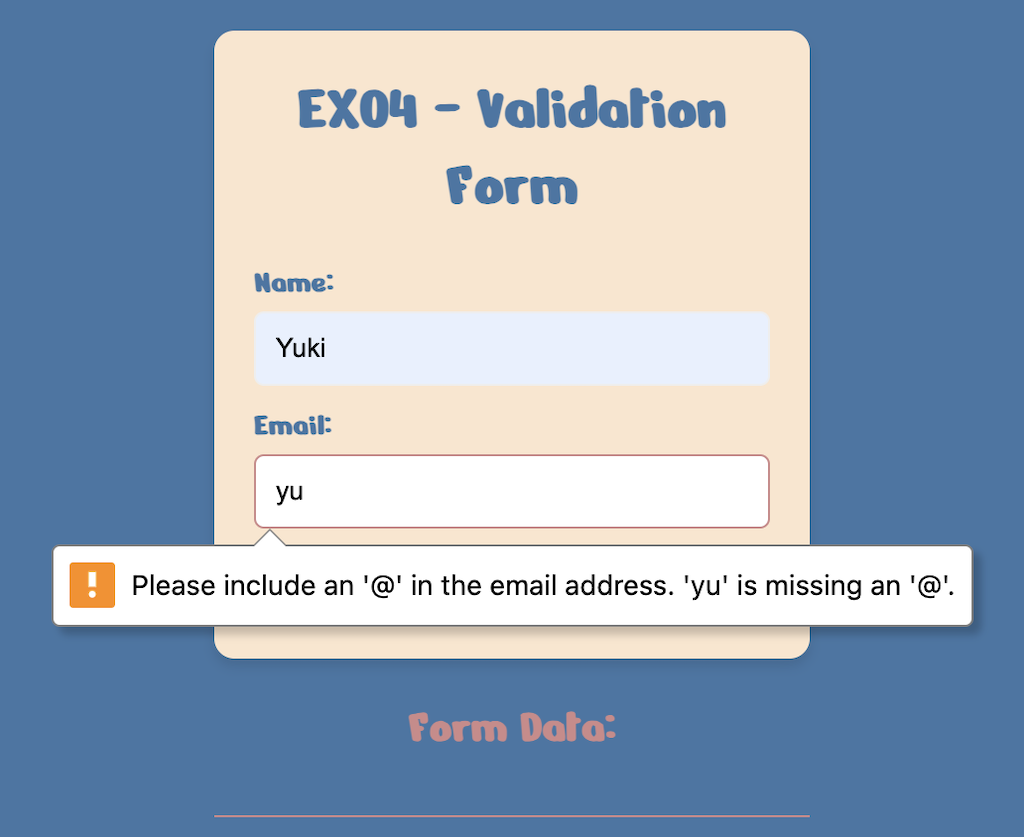 EX04 - Validation
Form
Name:
Yuki
Email:
yu
Please include an '@' in the email address. 'yu' is missing an '@'.
Form Data: